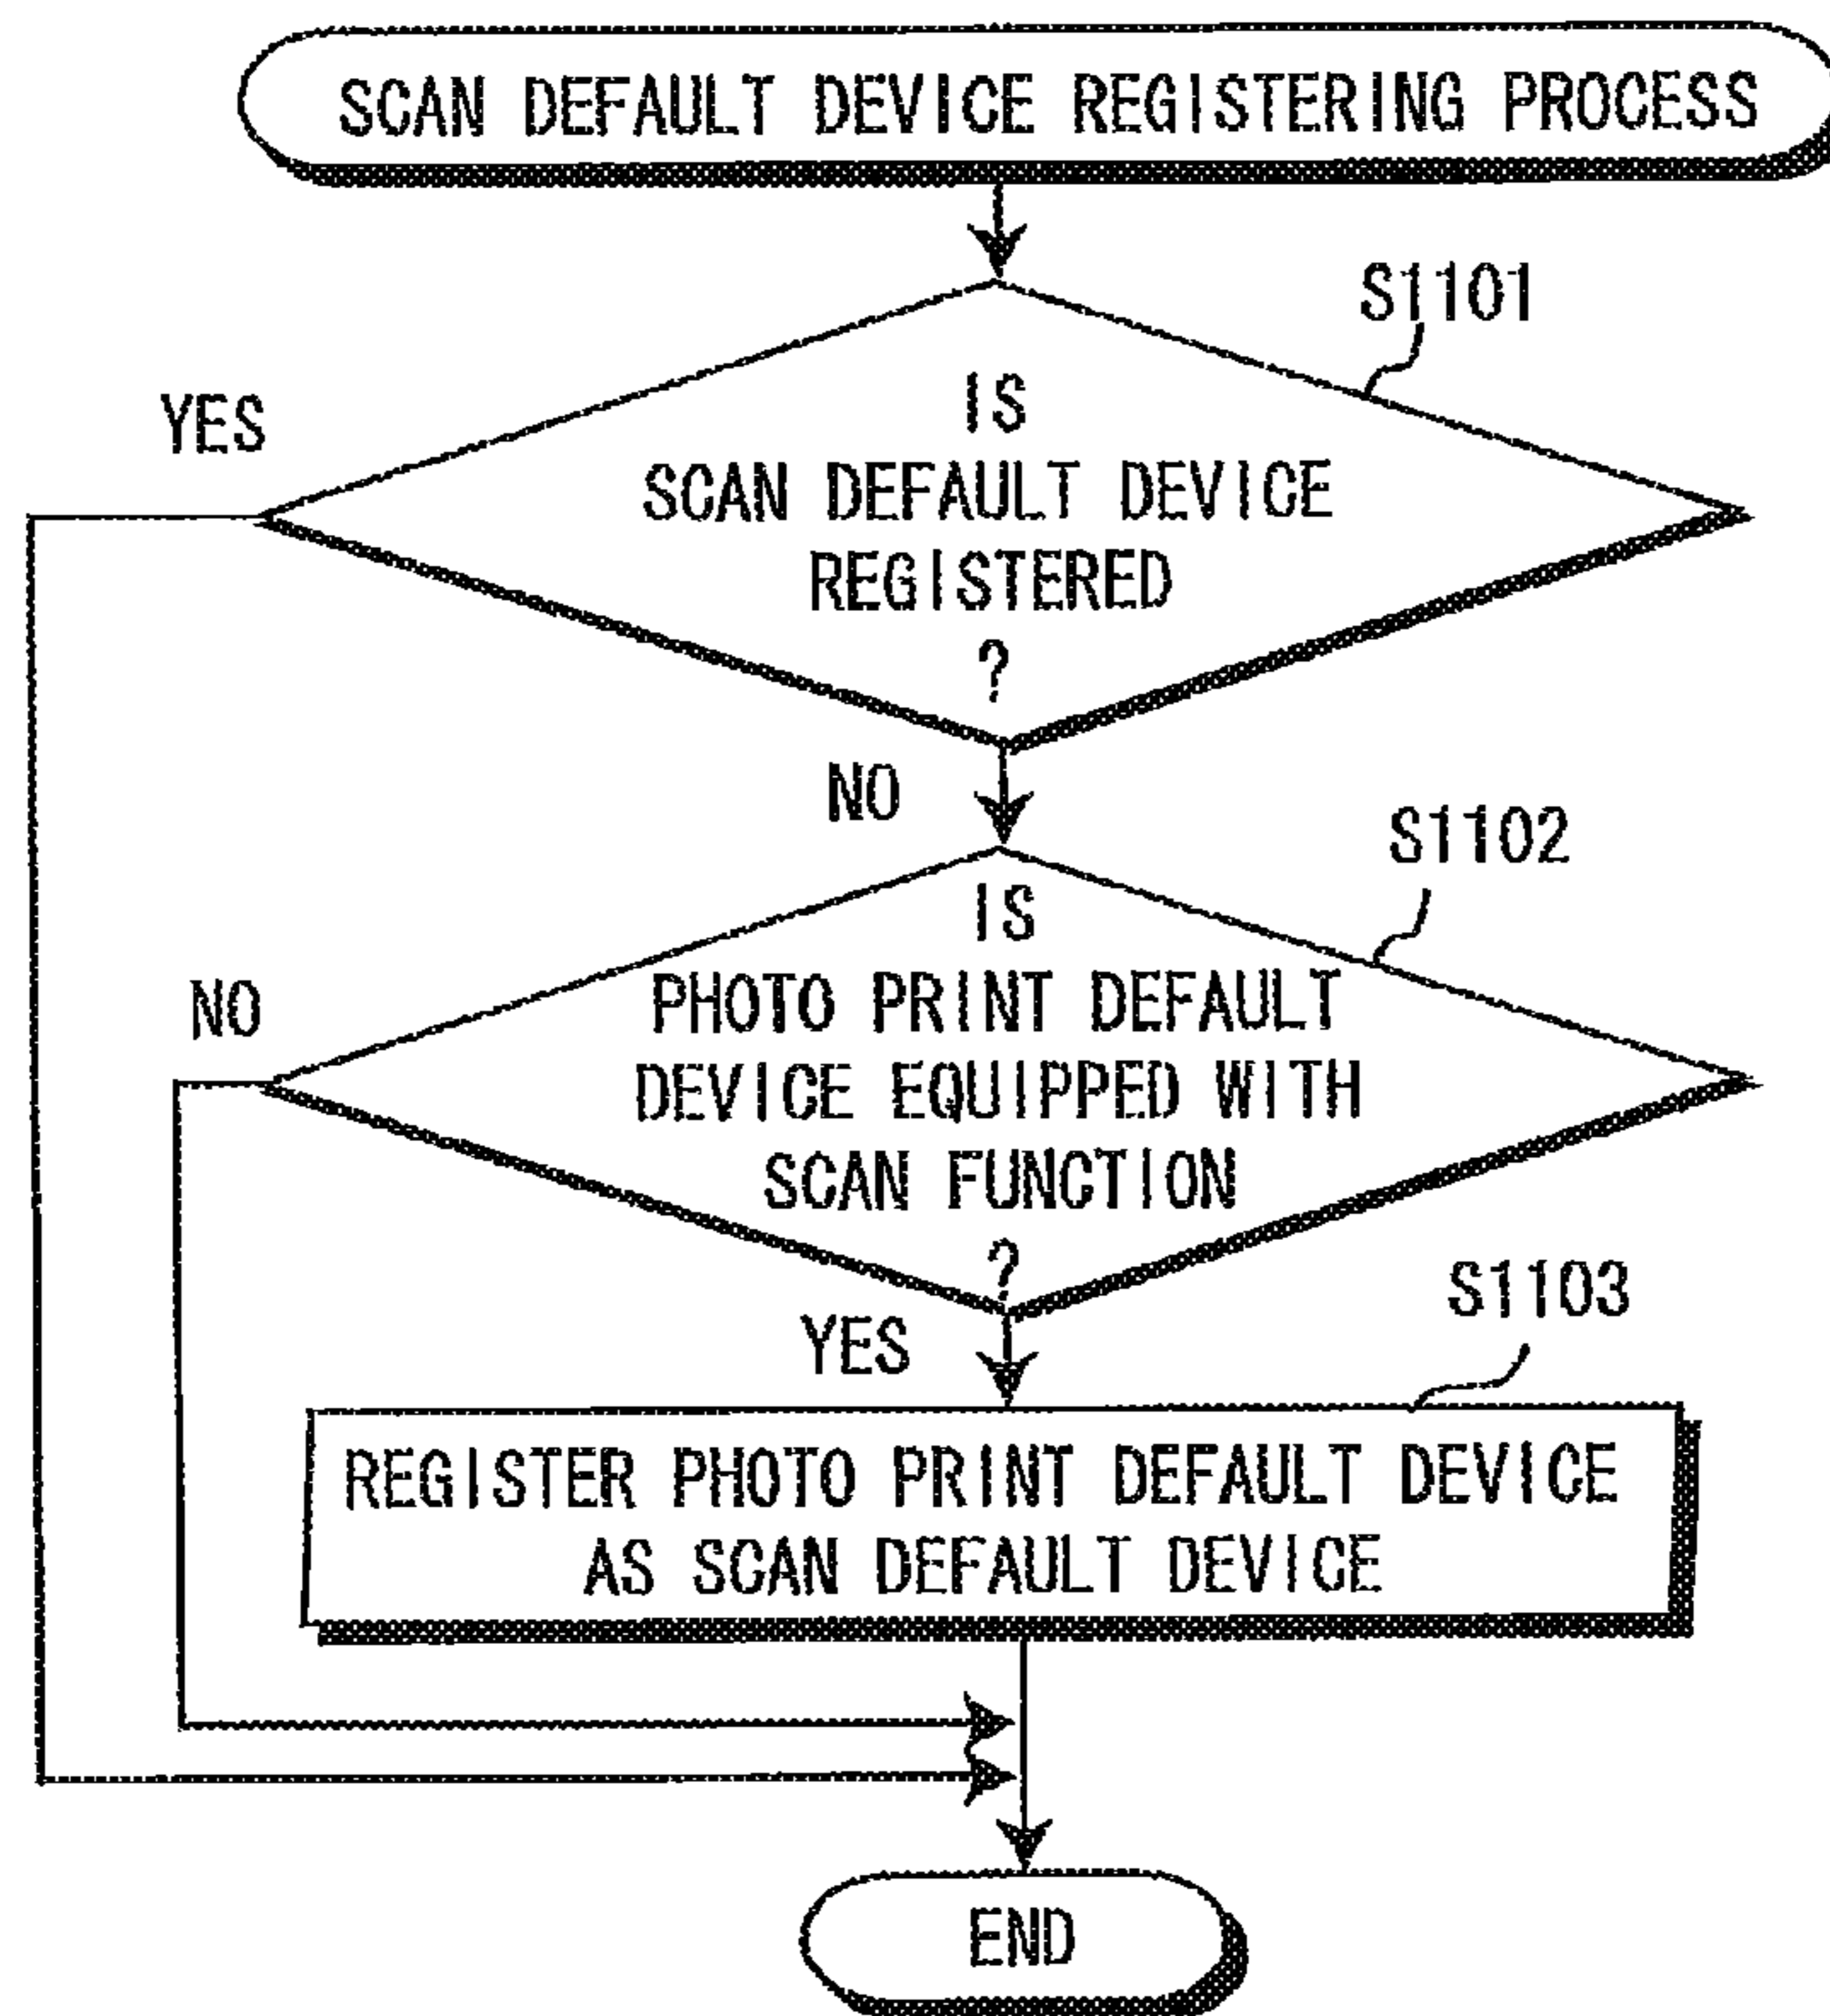 SCAN DEFAULT DEVICE REGISTERING PROCESS
S1101
YES
IS
SCAN DEFAULT DEVICE
REGISTERED
?
NO
S1102
IS
NO
PHOTO PRINT DEFAULT
DEVICE EQUIPPED WITH
SCAN FUNCTION
?
YES
S1103
REGISTER PHOTO PRINT DEFAULT DEVICE
AS SCAN DEFAULT DEVICE
END